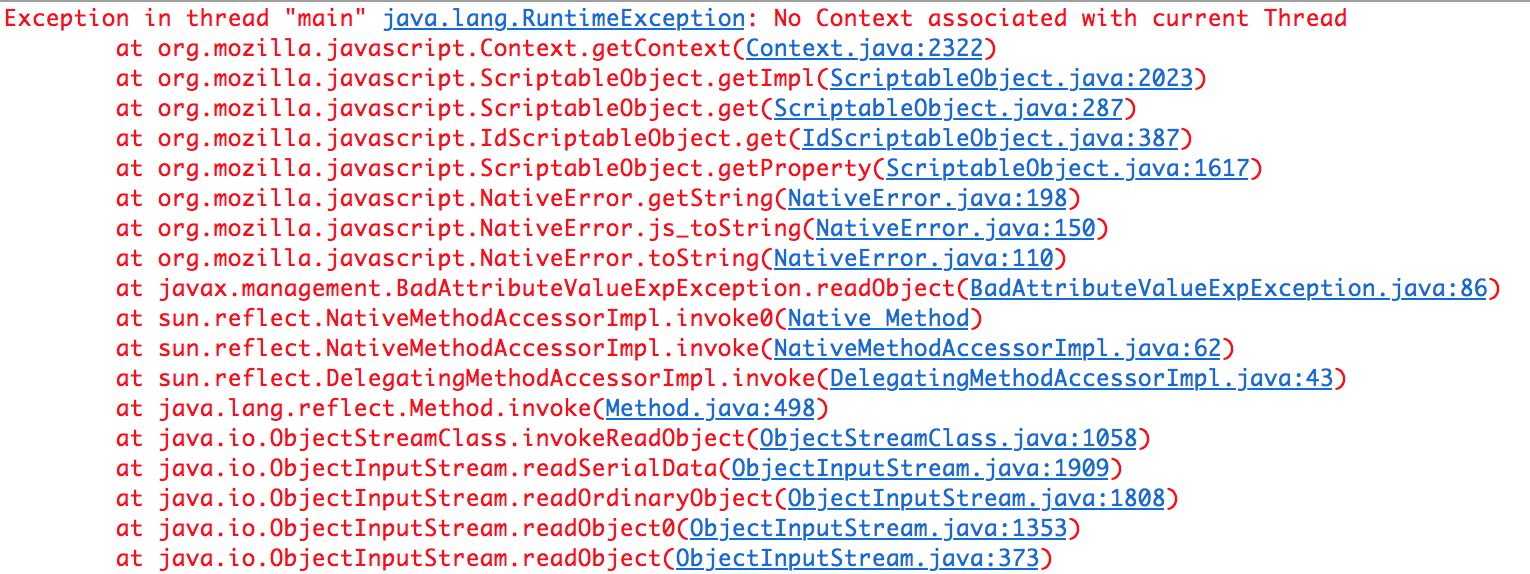 Exception in thread "main" java.lang.RuntimeException: No Context associated with current Thread
at org.mozilla.javascript.Context.getContext(Context.java:2322)
at org.mozilla.javascript.ScriptableObject.getImpl(ScriptableObject.java:2023)
at org.mozilla.javascript.ScriptableObject.get(ScriptableObject.java:287)
at org.mozilla.javascript.IdScriptableObject.get(IdScriptableObject.java:387)
at org.mozilla.javascript.ScriptableObject.getProperty(ScriptableObject.java:1617)
at org.mozilla.javascript.NativeError.getString(NativeError.java:198)
at org.mozilla.javascript.NativeError.js_toString(NativeError.java:150)
at org.mozilla.javascript.NativeError.toString(NativeError.java:110)
at javax.management.BadAttributeValueExpException.readObject(BadAttributeValueExpException.java:86)
at sun.reflect.NativeMethodAccessorImpl.invoke0(Native Method)
at sun.reflect.NativeMethodAccessorImpl.invoke(NativeMethodAccessorImpl.java:62)
at sun.reflect.DelegatingMethodAccessorImpl.invoke(DelegatingMethodAccessorImpl.java:43)
at java.lang.reflect.Method.invoke(Method.java:498)
at java.io.ObjectStreamClass.invokeReadObject(ObjectStreamClass.java:1058)
at java.io.ObjectInputStream.readSerialData(ObjectInputStream.java:1909)
at java.io.ObjectInputStream.readOrdinaryObject(ObjectInputStream.java:1808)
at java.io.ObjectInputStream.readObject0(ObjectInputStream.java:1353)
at java.io.ObjectInputStream.readObject(ObjectInputStream.java:373)